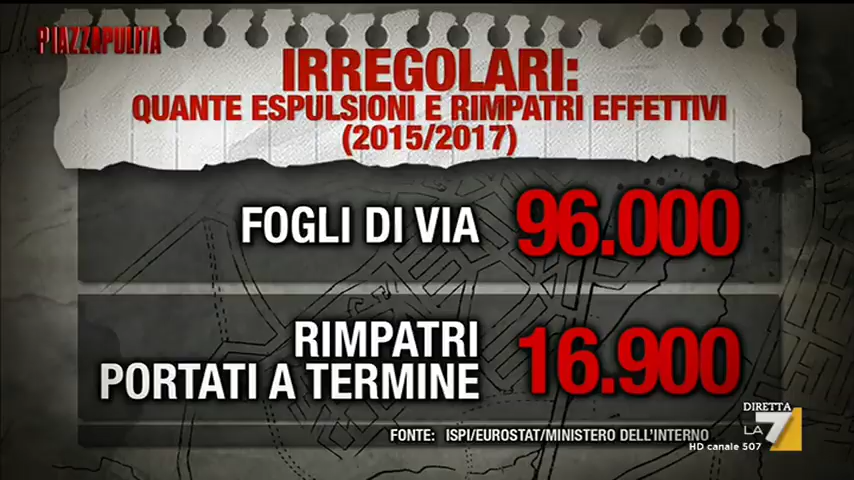 PIAZZAPULITA
IRREGOLARI:
QUANTE ESPULSIONI E RIMPATRI EFFETTIVI
(2015/2017)
FOGLI DI VIA 96.000
RIMPATRI
PORTATI A TERMINE 16.900
FONTE: ISPI/EUROSTAT/MINISTERO DELL'INTERNO
DIRETTA
LA 7
HD canale 507